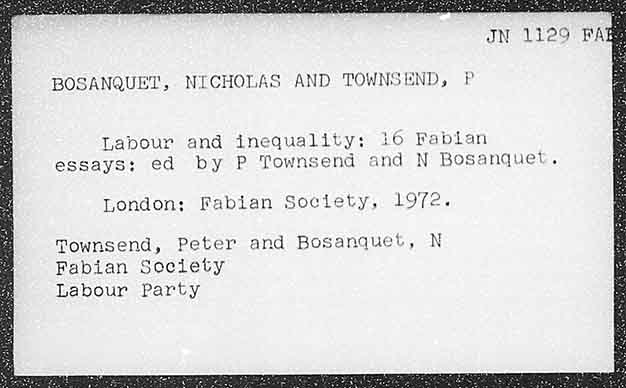 JN 1129 FAB
BOSANQUET, NICHOLAS AND TOWNSEND, P
Labour and inequality: 16 Fabian
essays: ed by P Townsend and N Bosanquet.
London: Fabian Society, 1972.
Townsend, Peter and Bosanquet, N
Fabian Society
Labour Party